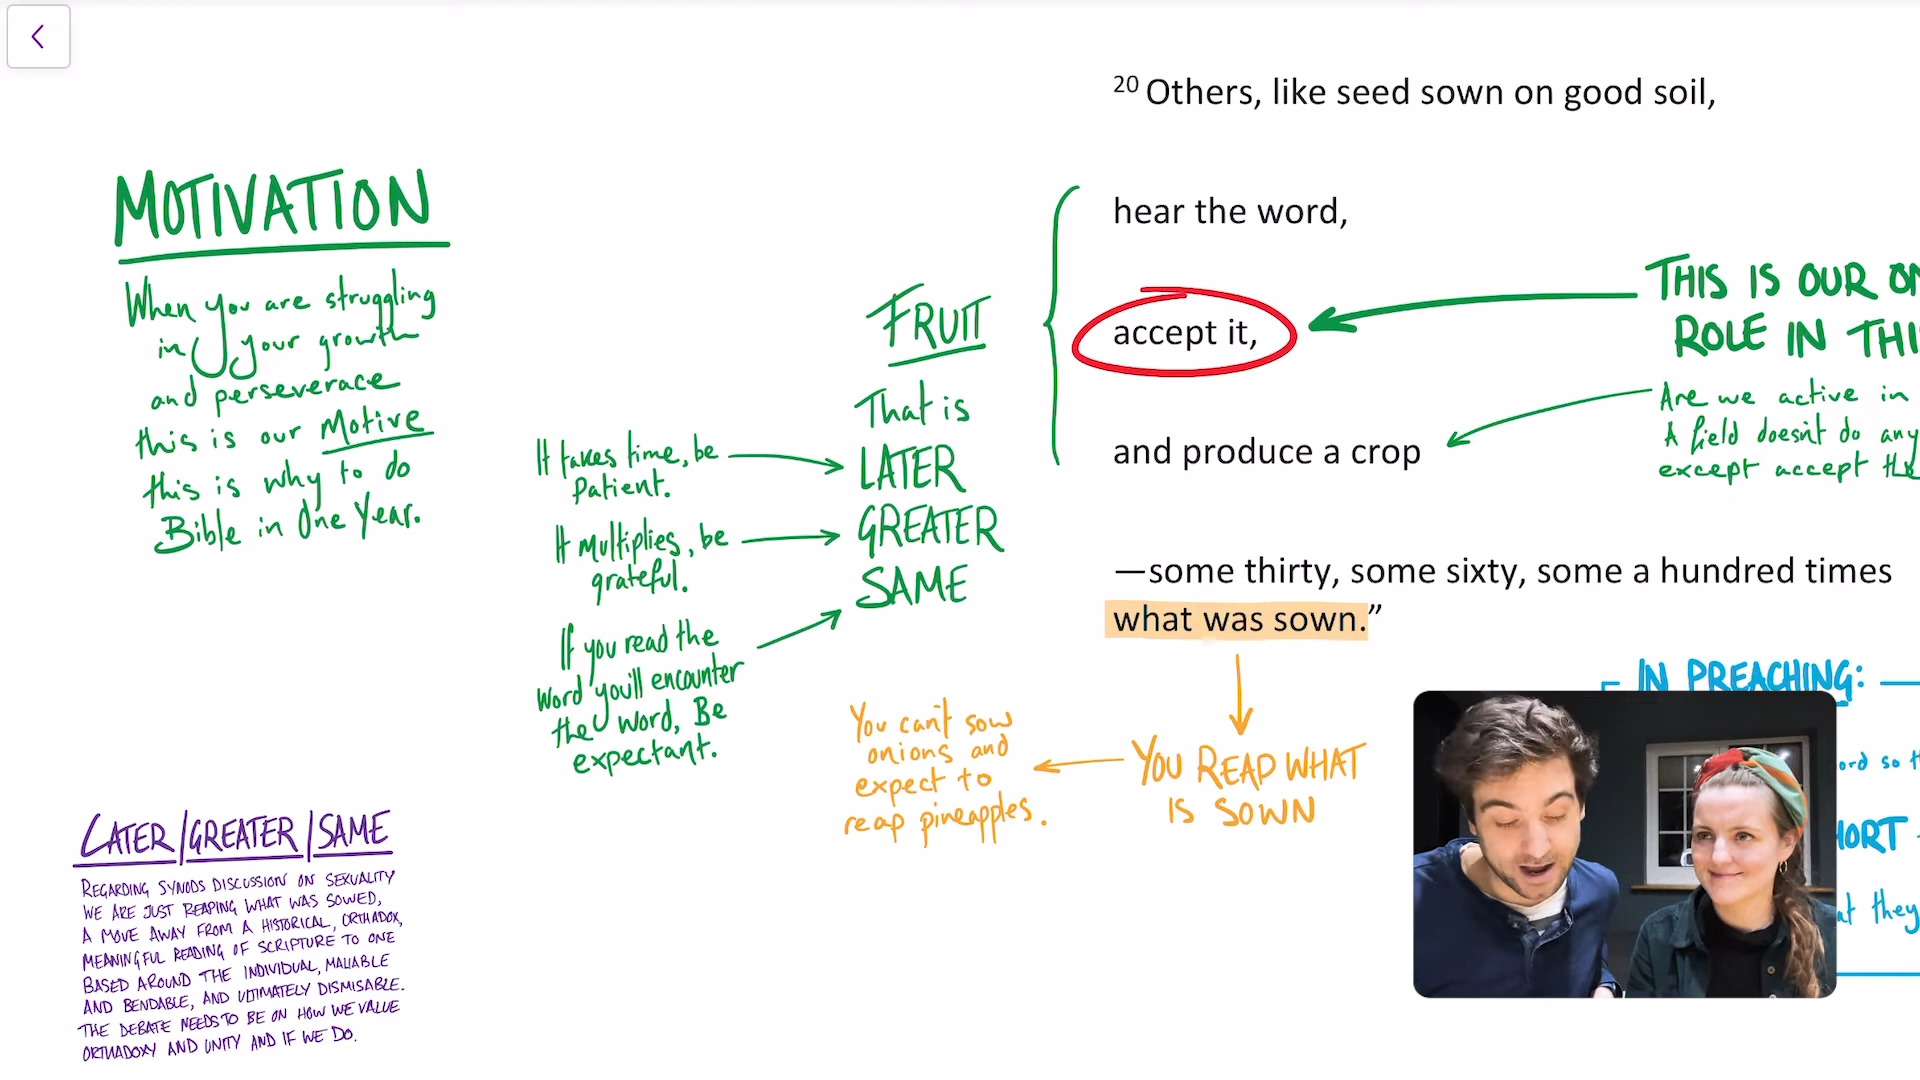 20 Others, like seed sown on good soil,
hear the word,
accept it,
and produce a crop
—some thirty, some sixty, some a hundred times
what was sown.”
MOTIVATION
When you are struggling
in your growth
and perseverace
this is our Motive
this is why to do
Bible in One Year.
FRUIT
That is
LATER
GREATER
SAME
It takes time, be
patient.
It multiplies, be
grateful.
If you read the
word you'll encounter
the word, Be
expectant.
THIS IS OUR
ROLE IN
Are we active in
A field doesn't do
except accept
YOU REAP WHAT
IS SOWN
You can't sow
onions and
expect to
reap pineapples.
IN PREACHING:
so
they
LATER/GREATER/SAME
REGARDING SYNODS DISCUSSION ON SEXUALITY
WE ARE JUST REAPING WHAT WAS SOWED,
A MOVE AWAY FROM A HISTORICAL, ORTHADOX,
MEANINGFUL READING OF SCRIPTURE TO ONE
BASED AROUND THE INDIVIDUAL, MALIABLE
AND BENDABLE, AND ULTIMATELY DISMISABLE.
THE DEBATE NEEDS TO BE ON HOW WE VALUE
ORTHADOXY AND UNITY AND IF WE DO.